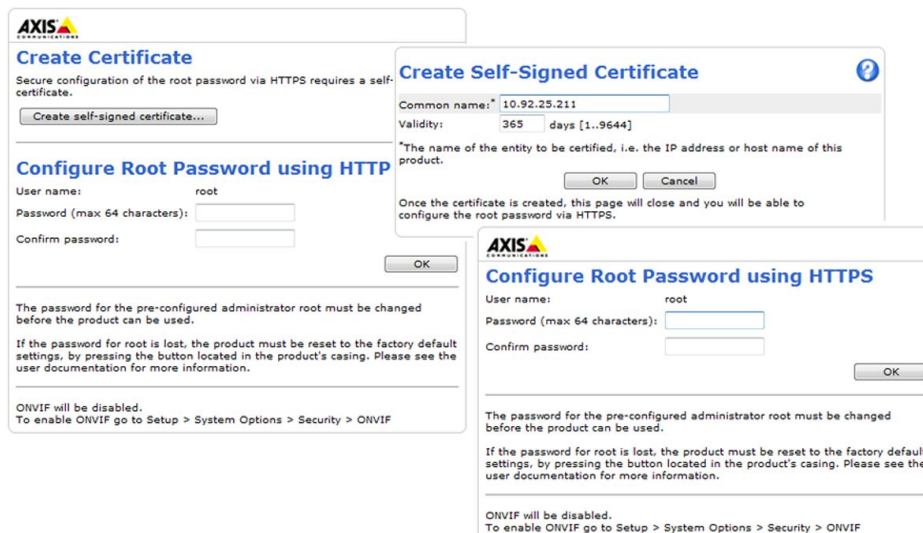 AXIS
COMMUNICATIONS
Create Certificate
Secure configuration of the root password via HTTPS requires a self-
certificate.
Create self-signed certificate...
Configure Root Password using HTTP
User name: root
Password (max 64 characters):
Confirm password:
OK
The password for the pre-configured administrator root must be changed
before the product can be used.
If the password for root is lost, the product must be reset to the factory default
settings, by pressing the button located in the product's casing. Please see the
user documentation for more information.
ONVIF will be disabled.
To enable ONVIF go to Setup > System Options > Security > ONVIF
Create Self-Signed Certificate
?
Common name:* 10.92.25.211
Validity: 365 days [1..9644]
*The name of the entity to be certified, i.e. the IP address or host name of this
product.
OK Cancel
Once the certificate is created, this page will close and you will be able to
configure the root password via HTTPS.
AXIS
COMMUNICATIONS
Configure Root Password using HTTPS
User name: root
Password (max 64 characters):
Confirm password:
OK
The password for the pre-configured administrator root must be changed
before the product can be used.
If the password for root is lost, the product must be reset to the factory default
settings, by pressing the button located in the product's casing. Please see the
user documentation for more information.
ONVIF will be disabled.
To enable ONVIF go to Setup > System Options > Security > ONVIF